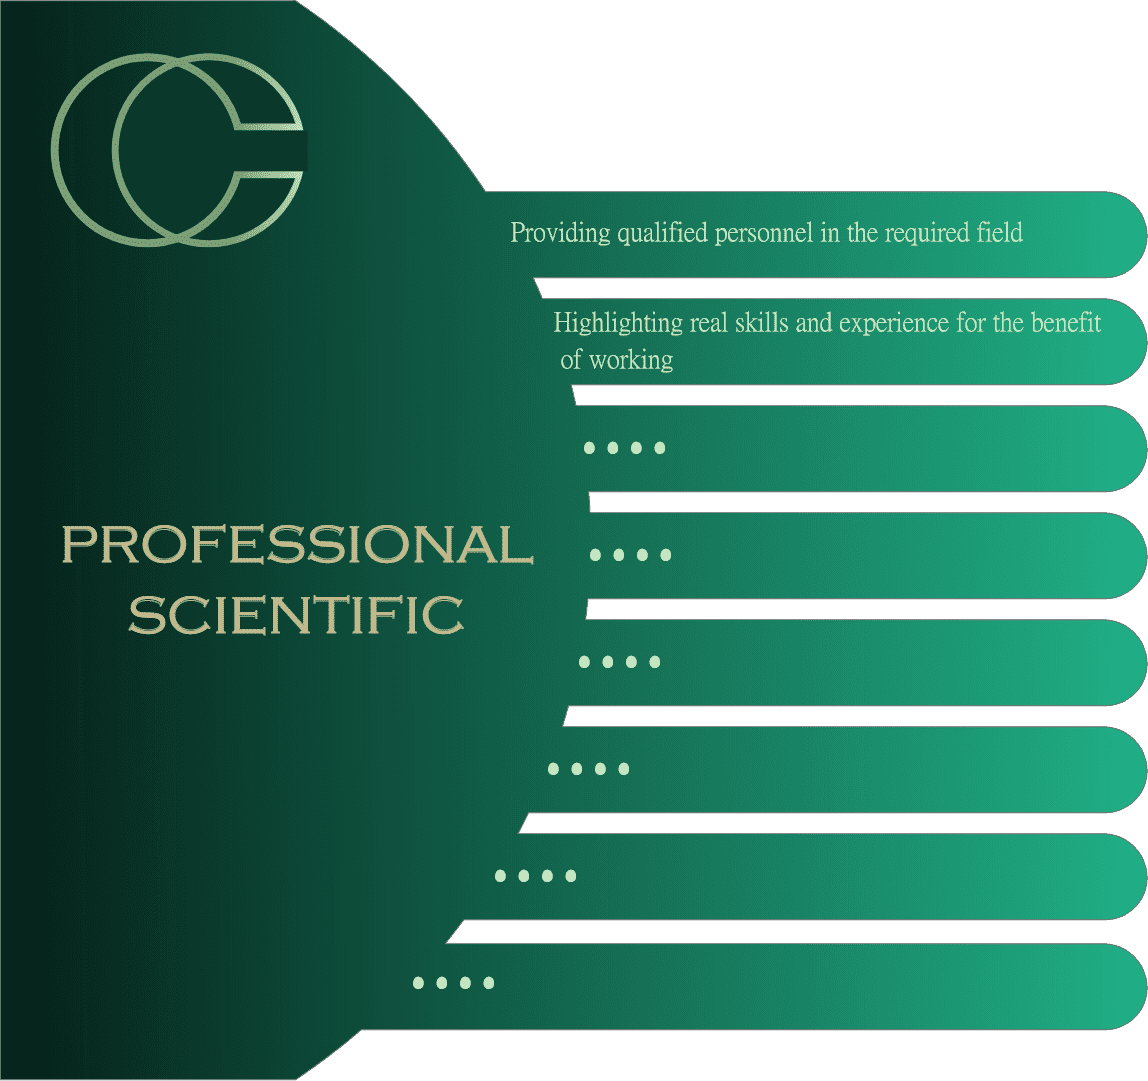 Providing qualified personnel in the required field
Highlighting real skills and experience for the benefit
of working
• • • •
• • • •
PROFESSIONAL
SCIENTIFIC
• • • •
• • • •
• • • •
• • • •